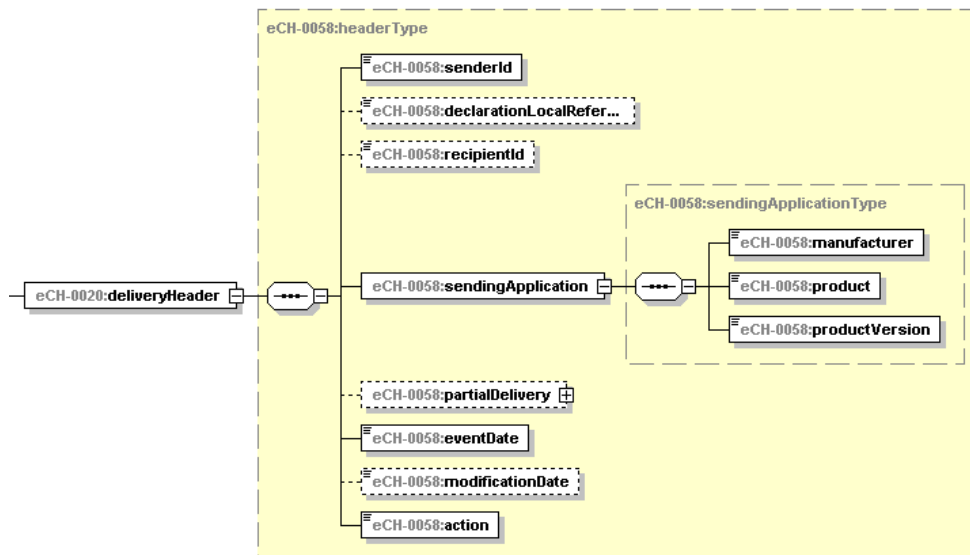 eCH-0058:headerType
eCH-0058:senderId
eCH-0058:declarationLocalRefer...
eCH-0058:recipientId
eCH-0058:sendingApplicationType
eCH-0058:manufacturer
eCH-0020:deliveryHeader
eCH-0058:sendingApplication
eCH-0058:product
eCH-0058:productVersion
eCH-0058:partialDelivery
eCH-0058:eventDate
eCH-0058:modificationDate
eCH-0058:action